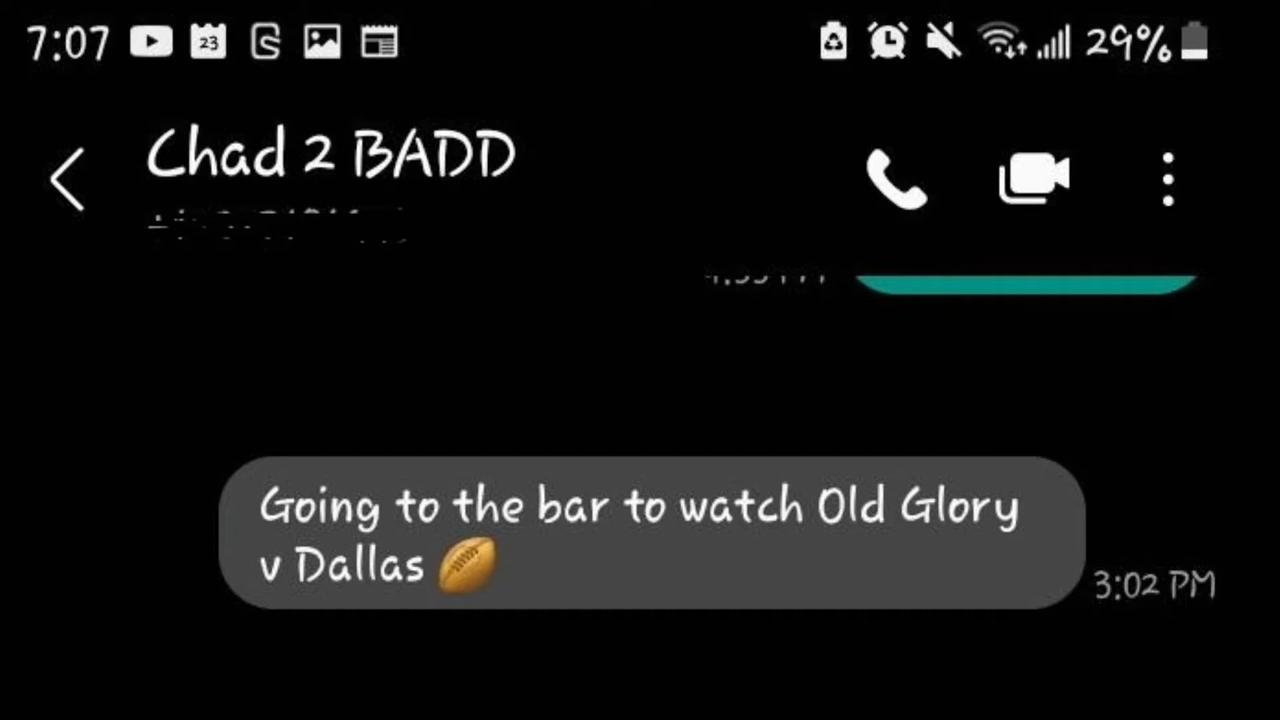 7:07 23 29%
Chad 2 BADD
Going to the bar to watch Old Glory
v Dallas 🏉
3:02 PM